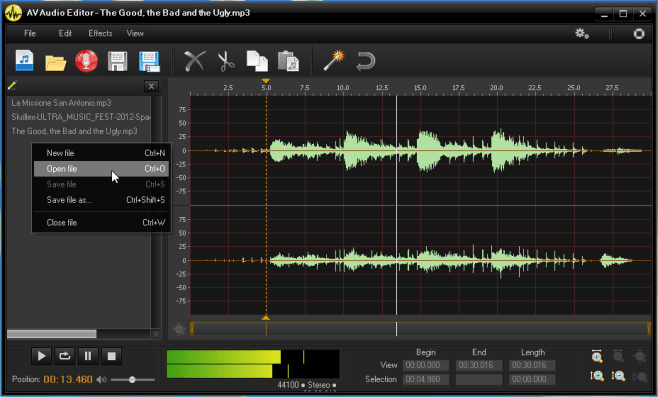 AV Audio Editor - The Good, the Bad and the Ugly.mp3
File Edit Effects View
2.5 5.0 7.5 10.0 12.5 15.0 17.5 20.0 22.5 25.0 27.5
La Missione San Antonio.mp3
Skrillex-ULTRA_MUSIC_FEST-2012-Spa
The Good, the Bad and the Ugly.mp3
New file Ctrl+N
Open file Ctrl+O
Save file Ctrl+S
Save file as... Ctrl+Shift+S
Close file Ctrl+W
75
50
25
0
-25
-50
-75
75
50
25
0
-25
-50
-75
Begin End Length
View 00:00.000 00:30.016 00:30.016
Selection 00:04.980 00:00.000
Position: 00:13.460
44100 ● Stereo ●